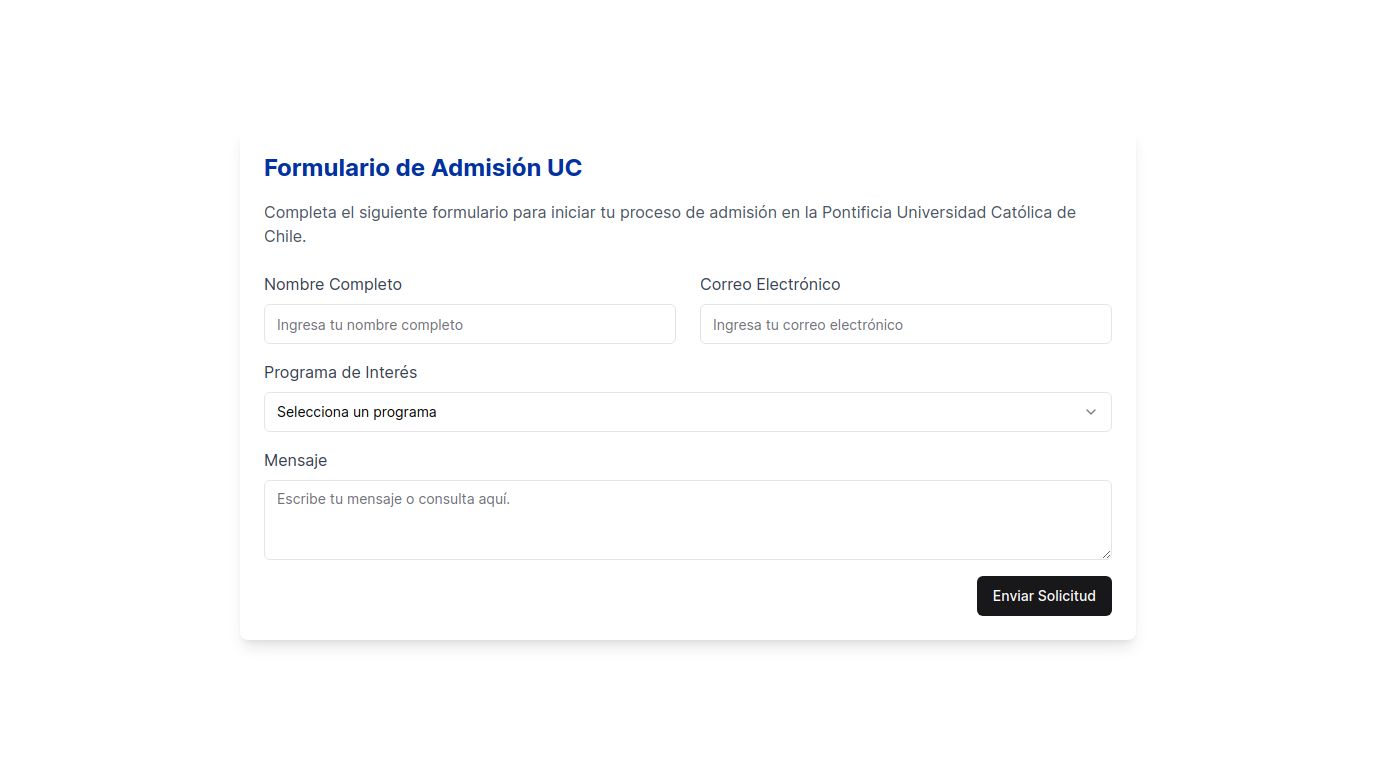 Formulario de Admisión UC
Completa el siguiente formulario para iniciar tu proceso de admisión en la Pontificia Universidad Católica de
Chile.
Nombre Completo
Correo Electrónico
Ingresa tu nombre completo
Ingresa tu correo electrónico
Programa de Interés
Selecciona un programa
Mensaje
Escribe tu mensaje o consulta aquí.
Enviar Solicitud